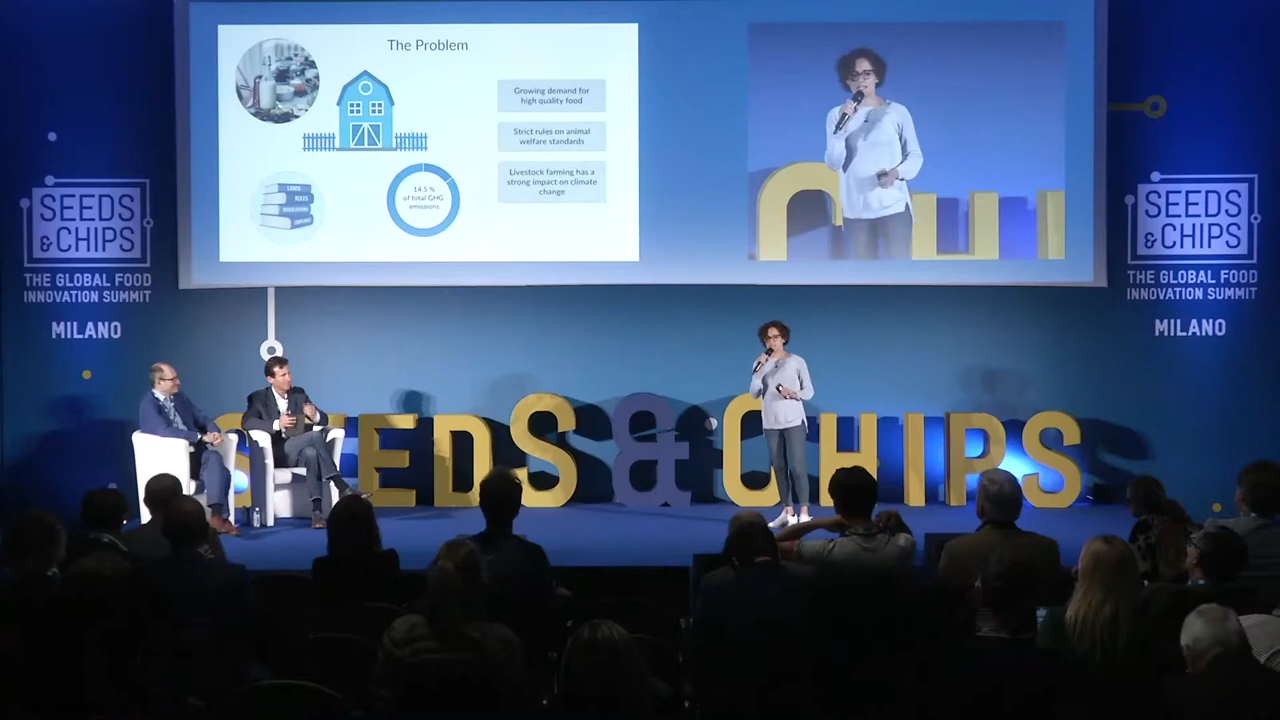 The Problem
Growing demand for
high quality food
Strict rules on animal
welfare standards
Livestock farming has a
strong impact on climate
change
14.5 %
of total GHG
emissions
LAWS
RULES
SEEDS
& CHIPS
THE GLOBAL FOOD
INNOVATION SUMMIT
MILANO
SEEDS
& CHIPS
THE GLOBAL FOOD
INNOVATION SUMMIT
MILANO
SEEDS & CHIPS